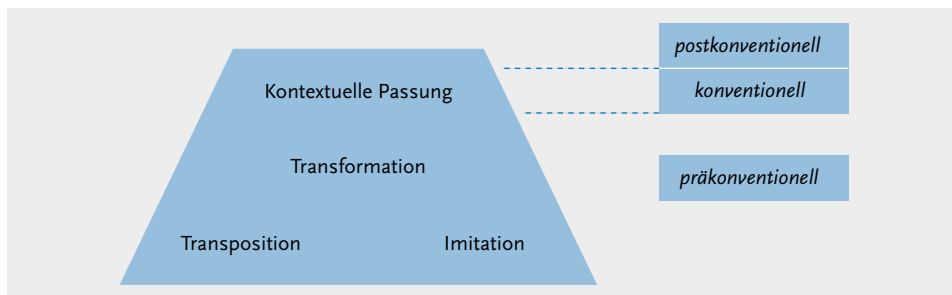 postkonventionell
Kontextuelle Passung
konventionell
Transformation
präkonventionell
Transposition
Imitation